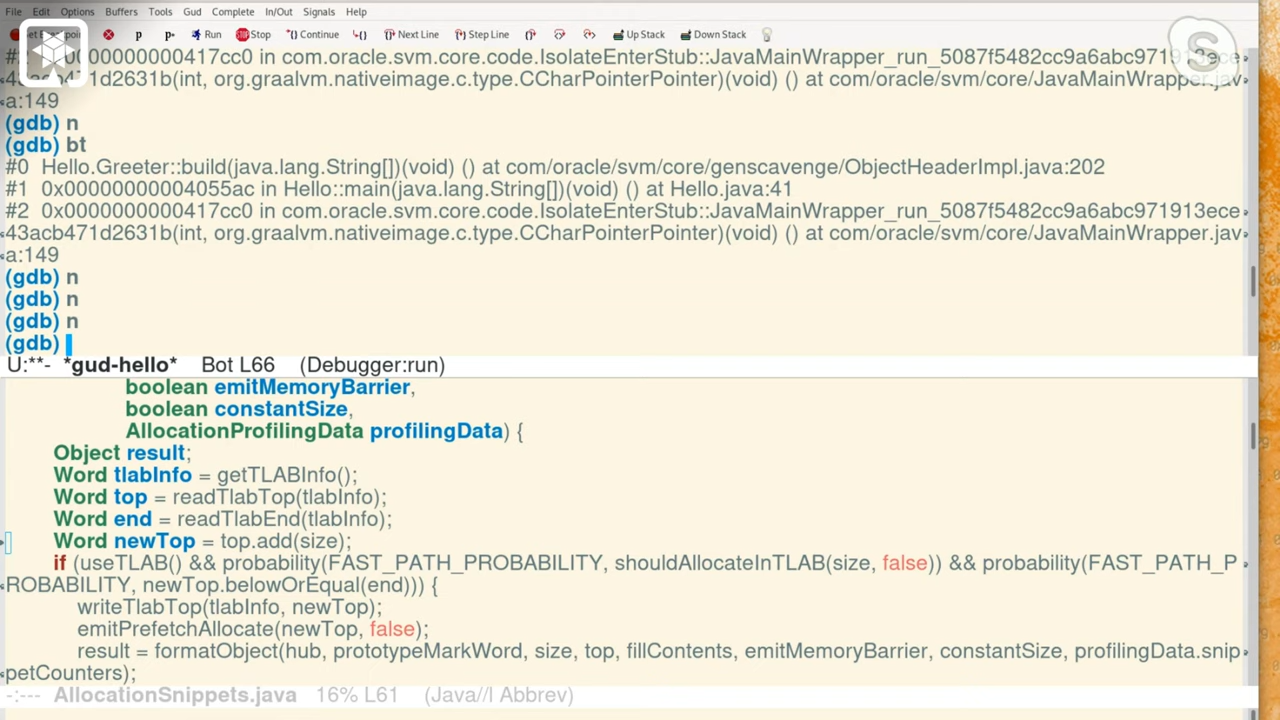 File Edit Options Buffers Tools Gud Complete In/Out Signals Help
p p* Run STOP Stop Continue Next Line Step Line Up Stack Down Stack
417cc0 in com.oracle.svm.core.code.IsolateEnterStub::JavaMainWrapper_run_5087f5482cc9a6abc971913ece
43acb471d2631b(int, org.graalvm.nativeimage.c.type.CCharPointerPointer)(void) () at com/oracle/svm/core/JavaMainWrapper.jav
a:149
(gdb) n
(gdb) bt
#0 Hello.Greeter::build(java.lang.String[])(void) () at com/oracle/svm/core/genscavenge/ObjectHeaderImpl.java:202
#1 0x00000000004055ac in Hello::main(java.lang.String[])(void) () at Hello.java:41
#2 0x0000000000417cc0 in com.oracle.svm.core.code.IsolateEnterStub::JavaMainWrapper_run_5087f5482cc9a6abc971913ece
43acb471d2631b(int, org.graalvm.nativeimage.c.type.CCharPointerPointer)(void) () at com/oracle/svm/core/JavaMainWrapper.jav
a:149
(gdb) n
(gdb) n
(gdb) n
(gdb)
U:**- *gud-hello* Bot L66 (Debugger:run)
boolean emitMemoryBarrier,
boolean constantSize,
AllocationProfilingData profilingData) {
Object result;
Word tlabInfo = getTLABInfo();
Word top = readTlabTop(tlabInfo);
Word end = readTlabEnd(tlabInfo);
Word newTop = top.add(size);
if (useTLAB() && probability(FAST_PATH_PROBABILITY, shouldAllocateInTLAB(size, false)) && probability(FAST_PATH_P
ROBABILITY, newTop.belowOrEqual(end))) {
writeTlabTop(tlabInfo, newTop);
emitPrefetchAllocate(newTop, false);
result = formatObject(hub, prototypeMarkWord, size, top, fillContents, emitMemoryBarrier, constantSize, profilingData.snip
petCounters);
-:--- AllocationSnippets.java 16% L61 (Java//l Abbrev)